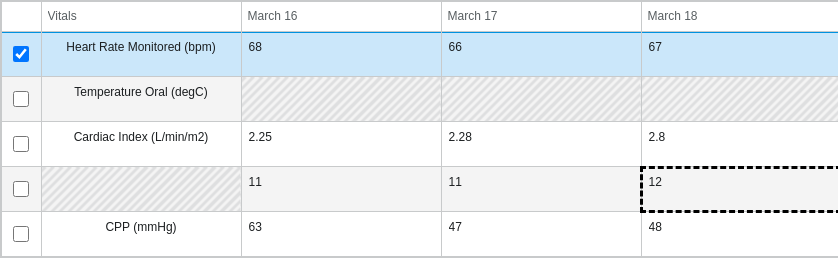 Vitals March 16 March 17 March 18
Heart Rate Monitored (bpm) 68 66 67
Temperature Oral (degC)
Cardiac Index (L/min/m2) 2.25 2.28 2.8
11 11 12
CPP (mmHg) 63 47 48